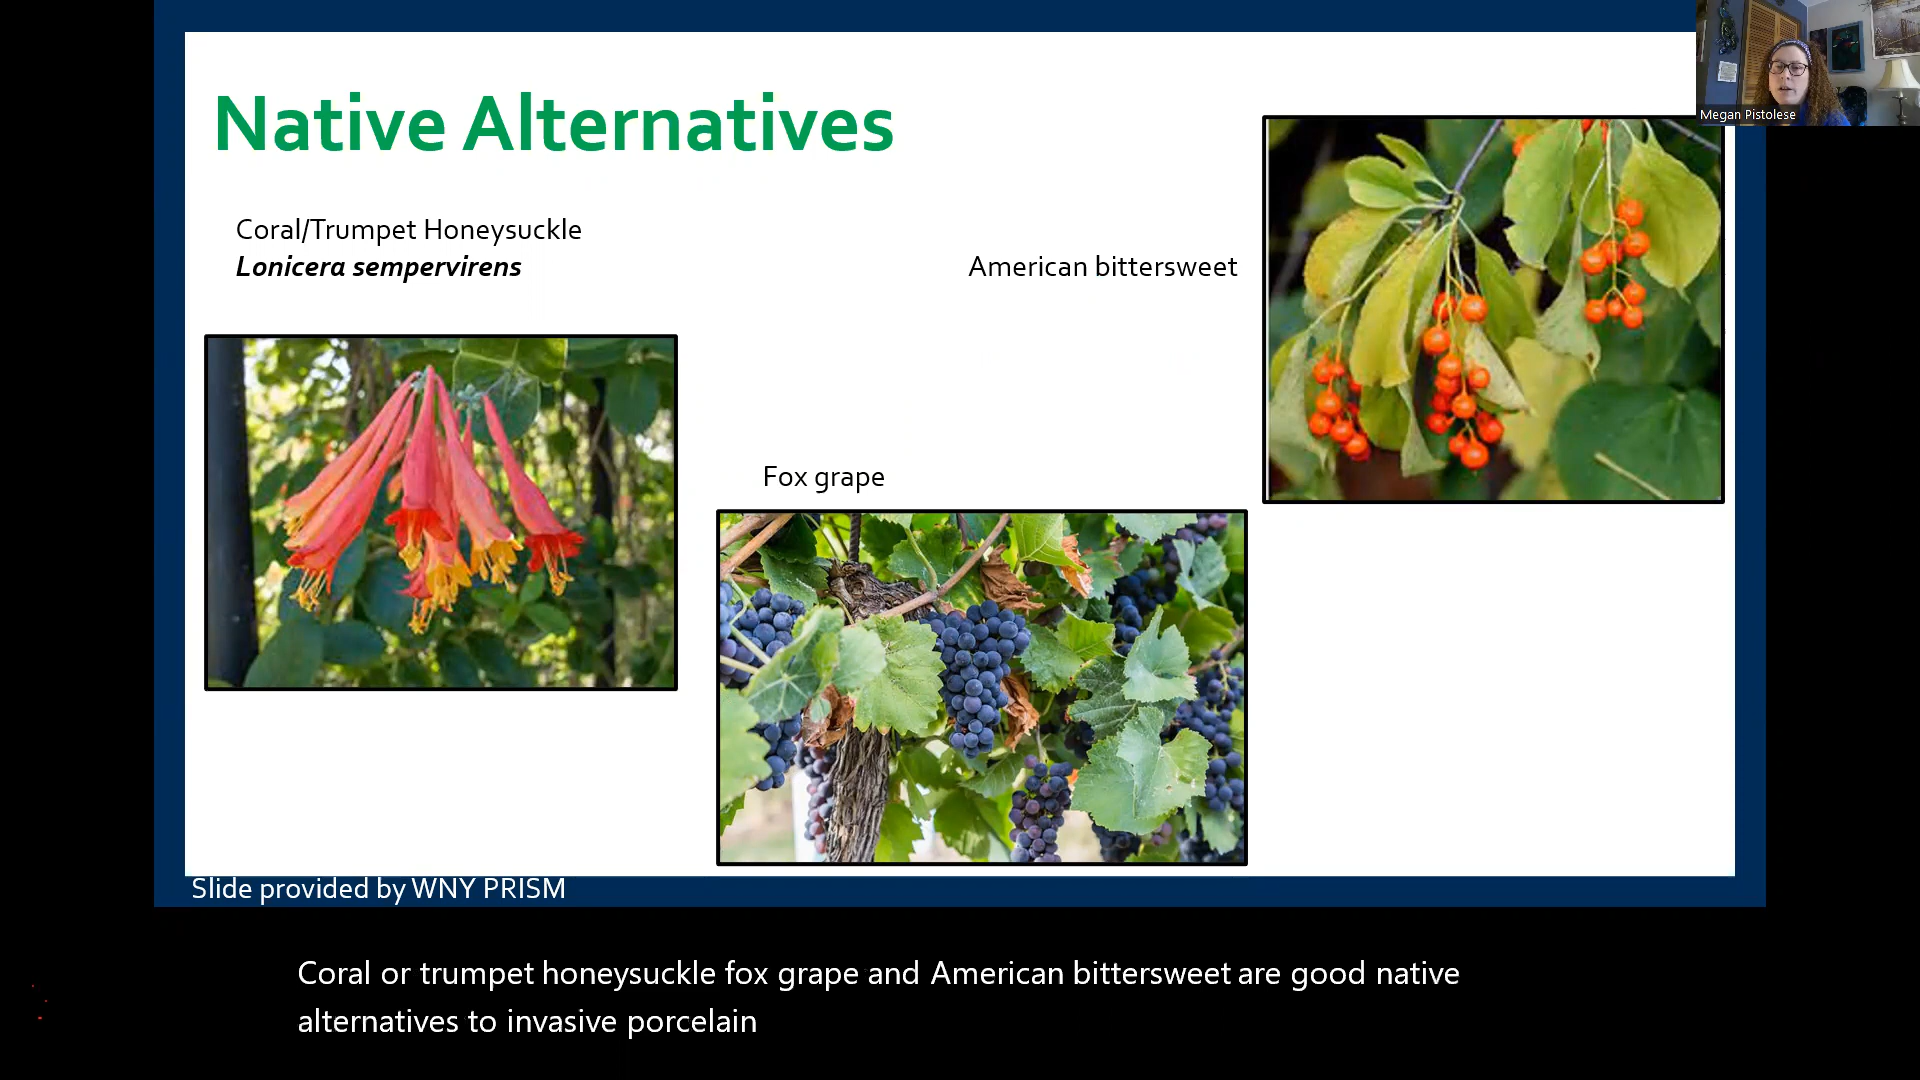 Megan Pistolese
Native Alternatives
Coral/Trumpet Honeysuckle
Lonicera sempervirens
American bittersweet
Fox grape
Slide provided by WNY PRISM
Coral or trumpet honeysuckle fox grape and American bittersweet are good native
alternatives to invasive porcelain